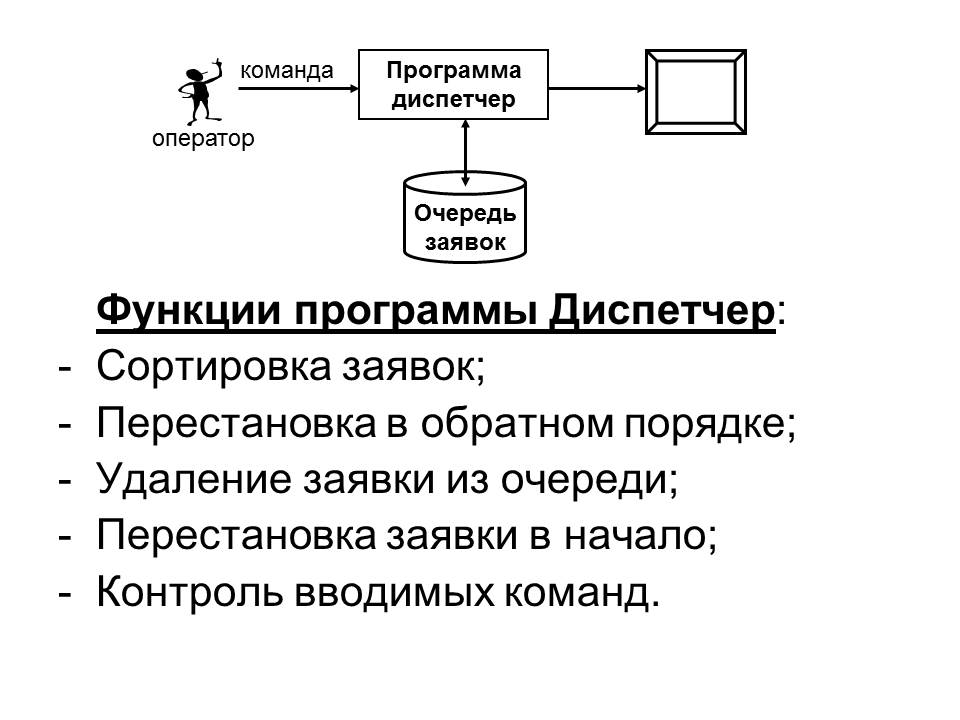 команда
оператор
Программа
диспетчер
Очередь
заявок
Функции программы Диспетчер:
- Сортировка заявок;
- Перестановка в обратном порядке;
- Удаление заявки из очереди;
- Перестановка заявки в начало;
- Контроль вводимых команд.